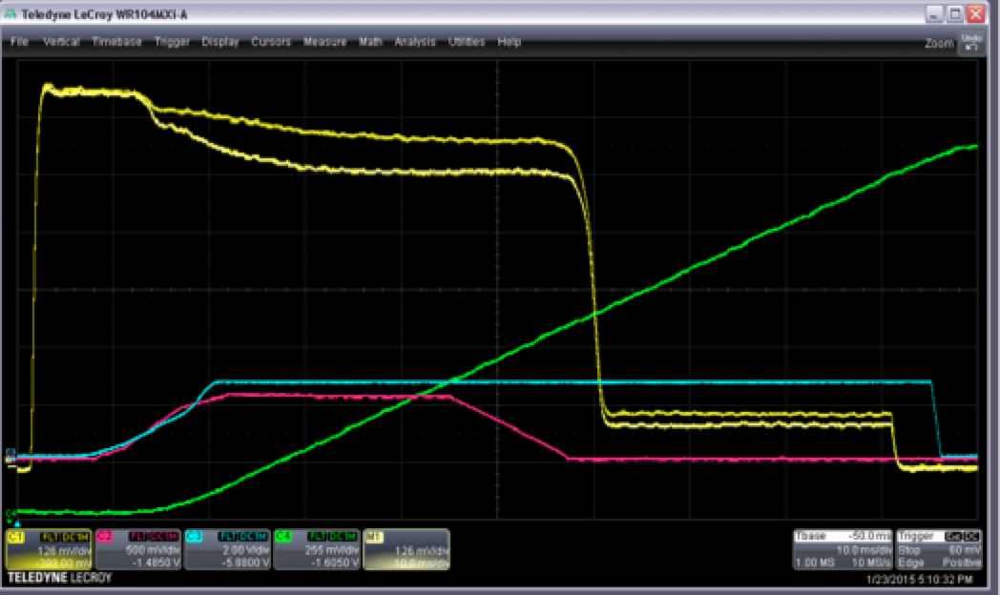 Teledyne LeCroy WR104MXi-A
File Vertical Timebase Trigger Display Cursors Measure Math Analysis Utilities Help Zoom Undo
C3
C4
C1 FLT DC1M C2 FLT DC1M C3 FLT DC1M C4 FLT DC1M M1 Tbase -50.0 ms Trigger C4 DC
126 mV/div 500 mV/div 2.00 V/div 255 mV/div 126 mV/div 10.0 ms/div Stop 60 mV
-1.4850 V -5.8800 V -1.6050 V 10.0 ms/div 1.00 MS 10 MS/s Edge Positive
TELEDYNE LECROY 1/23/2015 5:10:32 PM